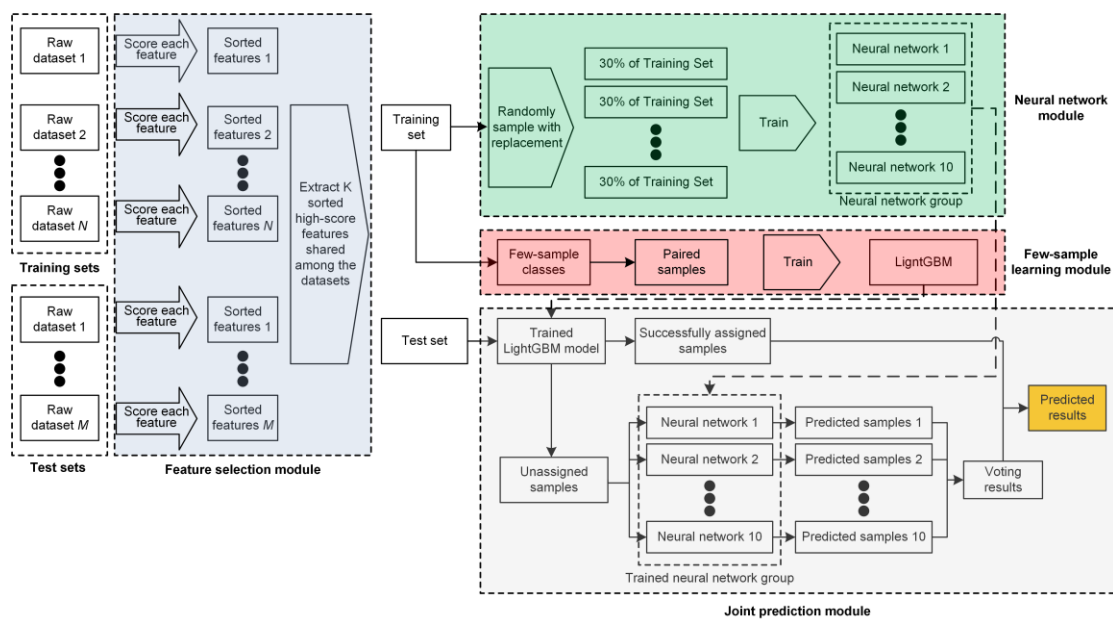 Raw
dataset 1
Raw
dataset 2
Raw
dataset N
Training sets
Raw
dataset 1
Raw
dataset M
Test sets
Score each
feature
Sorted
features 1
Score each
feature
Sorted
features 2
Score each
feature
Sorted
features N
Score each
feature
Sorted
features 1
Score each
feature
Sorted
features M
Extract K
sorted
high-score
features
shared
among the
datasets
Feature selection module
Training
set
Randomly
sample with
replacement
30% of Training Set
30% of Training Set
30% of Training Set
Train
Neural network 1
Neural network 2
Neural network 10
Neural network group
Neural network
module
Few-sample
classes
Paired
samples
Train
LigntGBM
Few-sample
learning module
Test set
Trained
LightGBM model
Successfully assigned
samples
Unassigned
samples
Neural network 1
Neural network 2
Neural network 10
Trained neural network group
Predicted samples 1
Predicted samples 2
Predicted samples 10
Voting
results
Predicted
results
Joint prediction module